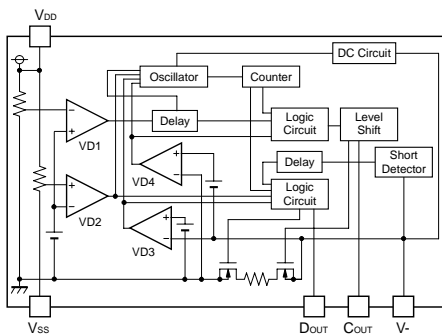 VDD
DC Circuit
Oscillator
Counter
Delay
Logic
Circuit
Level
Shift
VD1
Delay
Short
Detector
VD4
Logic
Circuit
VD2
VD3
VSS
DOUT
COUT
V-